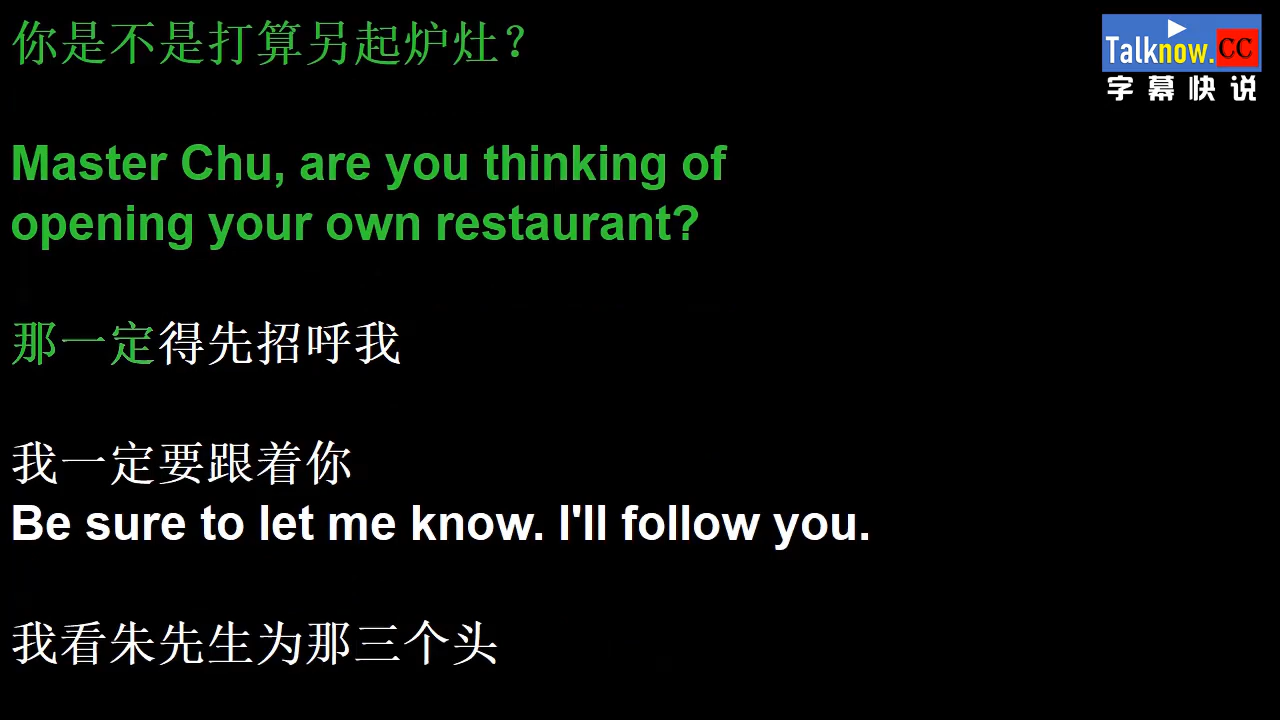 你是不是打算另起炉灶？
Talknow.CC
字幕快说
Master Chu, are you thinking of
opening your own restaurant?
那一定得先招呼我
我一定要跟着你
Be sure to let me know. I'll follow you.
我看朱先生为那三个头